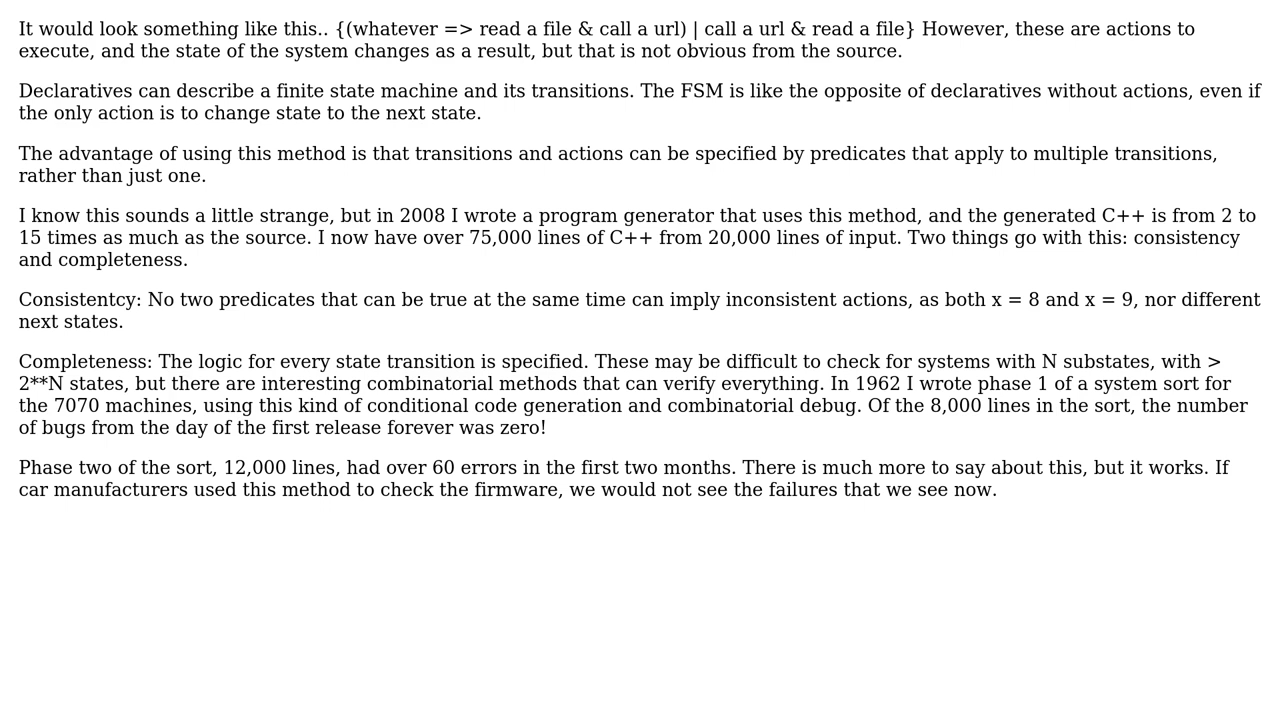 It would look something like this.. {(whatever => read a file & call a url) | call a url & read a file} However, these are actions to
execute, and the state of the system changes as a result, but that is not obvious from the source.
Declaratives can describe a finite state machine and its transitions. The FSM is like the opposite of declaratives without actions, even if
the only action is to change state to the next state.
The advantage of using this method is that transitions and actions can be specified by predicates that apply to multiple transitions,
rather than just one.
I know this sounds a little strange, but in 2008 I wrote a program generator that uses this method, and the generated C++ is from 2 to
15 times as much as the source. I now have over 75,000 lines of C++ from 20,000 lines of input. Two things go with this: consistency
and completeness.
Consistentcy: No two predicates that can be true at the same time can imply inconsistent actions, as both x = 8 and x = 9, nor different
next states.
Completeness: The logic for every state transition is specified. These may be difficult to check for systems with N substates, with >
2**N states, but there are interesting combinatorial methods that can verify everything. In 1962 I wrote phase 1 of a system sort for
the 7070 machines, using this kind of conditional code generation and combinatorial debug. Of the 8,000 lines in the sort, the number
of bugs from the day of the first release forever was zero!
Phase two of the sort, 12,000 lines, had over 60 errors in the first two months. There is much more to say about this, but it works. If
car manufacturers used this method to check the firmware, we would not see the failures that we see now.